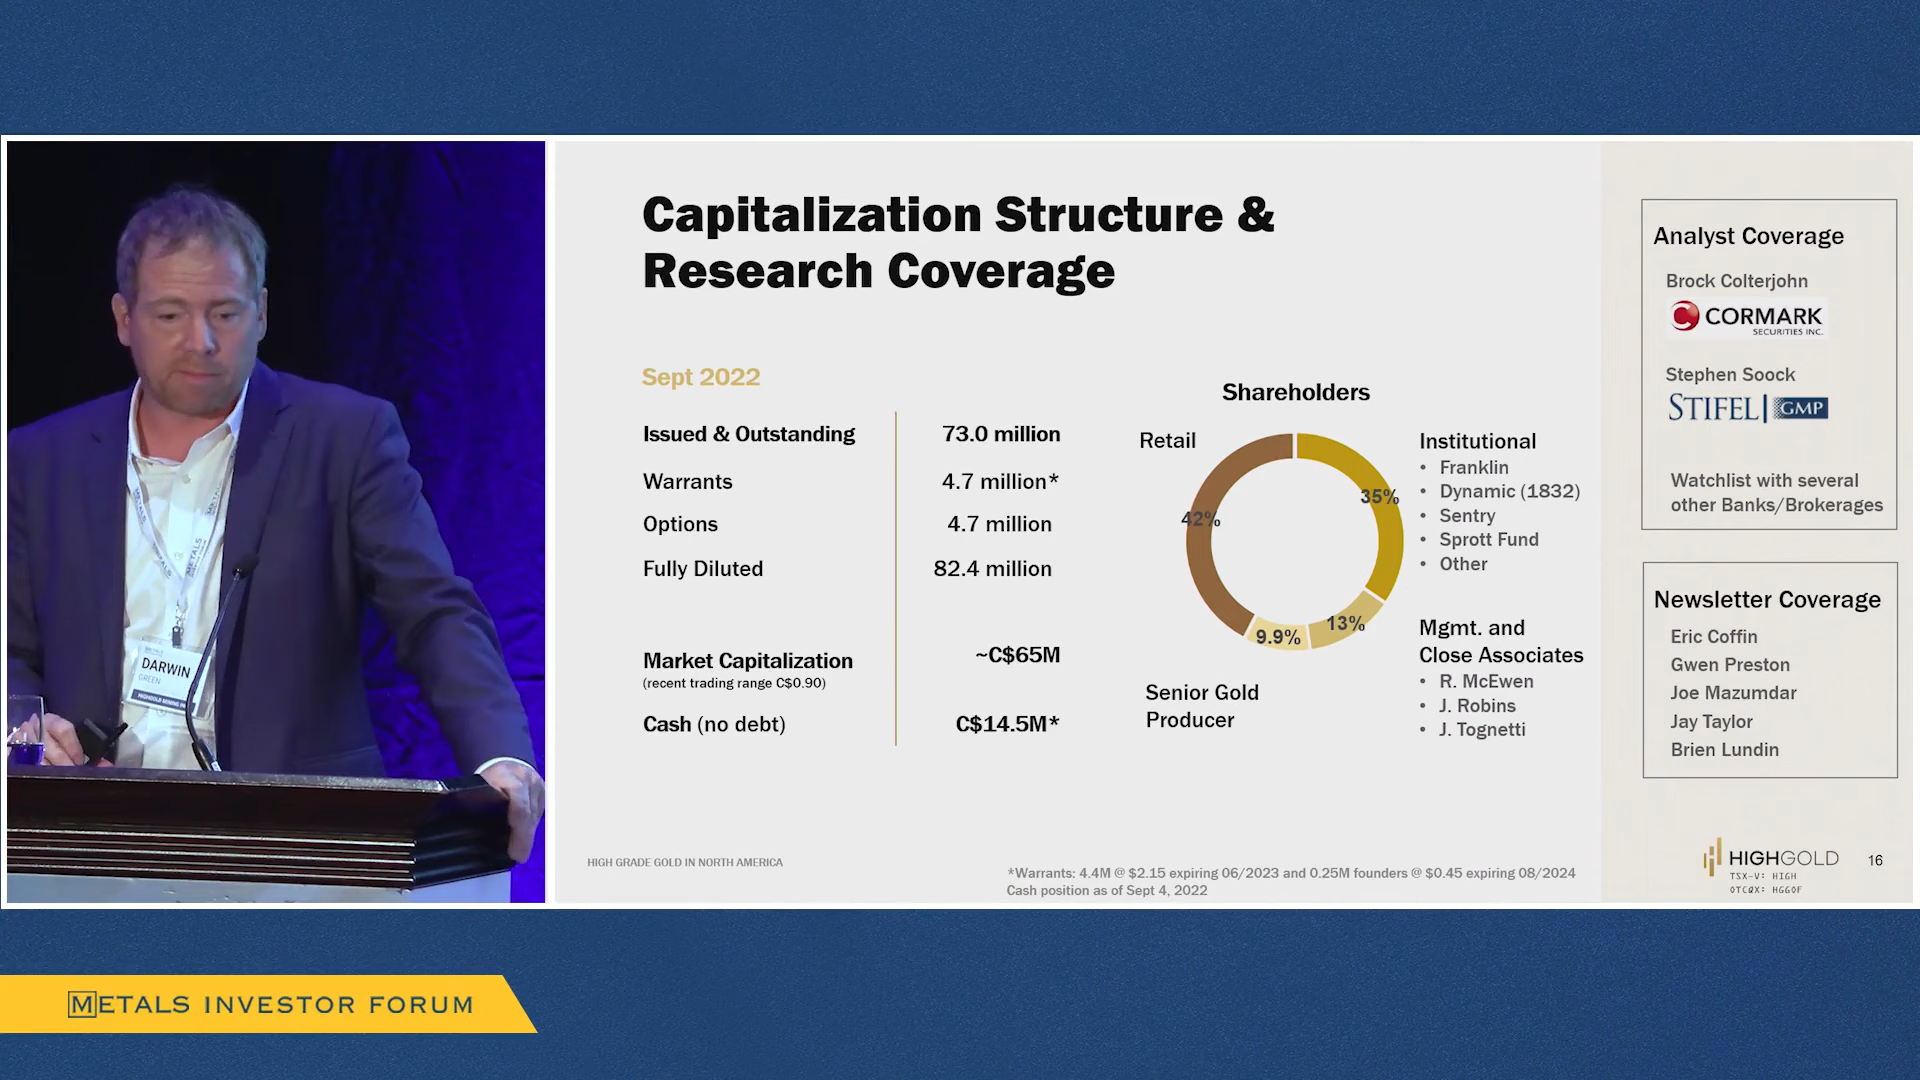 Capitalization Structure &
Research Coverage
Sept 2022
Issued & Outstanding 73.0 million
Warrants 4.7 million*
Options 4.7 million
Fully Diluted 82.4 million
Market Capitalization ~C$65M
(recent trading range C$0.90)
Cash (no debt) C$14.5M*
Shareholders
Retail
42%
35%
13%
9.9%
Institutional
• Franklin
• Dynamic (1832)
• Sentry
• Sprott Fund
• Other
Mgmt. and
Close Associates
• R. McEwen
• J. Robins
• J. Tognetti
Senior Gold
Producer
Analyst Coverage
Brock Colterjohn
CORMARK
SECURITIES INC.
Stephen Soock
STIFEL | GMP
Watchlist with several
other Banks/Brokerages
Newsletter Coverage
Eric Coffin
Gwen Preston
Joe Mazumdar
Jay Taylor
Brien Lundin
HIGH GRADE GOLD IN NORTH AMERICA
*Warrants: 4.4M @ $2.15 expiring 06/2023 and 0.25M founders @ $0.45 expiring 08/2024
Cash position as of Sept 4, 2022
HIGHGOLD 16
TSX-V: HIGH
OTCQX: HGGOF
DARWIN
GREEN
HIGHGOLD MINING
METALS
METALS INVESTOR FORUM